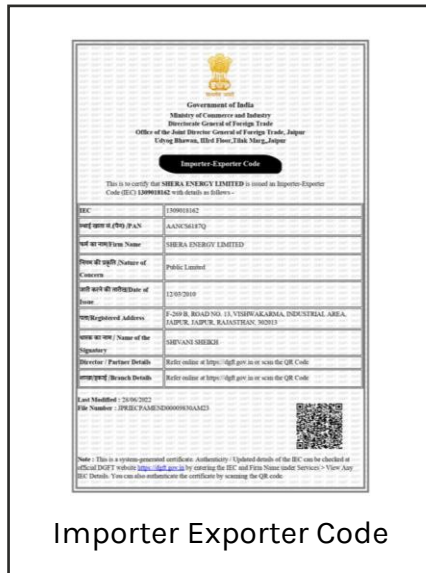 Government of India
Ministry of Commerce and Industry
Directorate General of Foreign Trade
Office of the Joint Director General of Foreign Trade, Jaipur
Udyog Bhawan, IIIrd Floor, Tilak Marg, Jaipur
Importer-Exporter Code
This is to certify that SHERA ENERGY LIMITED is issued an Importer-Exporter
Code (IEC) 1309018162 with details as follows -
IEC 1309018162
स्थाई खाता सं.(पैन) /PAN AANCS6187Q
फर्म का नाम/Firm Name SHERA ENERGY LIMITED
/Nature of Concern Public Limited
जारी करने की तारीख/Date of Issue 12/03/2010
पता/Registered Address F-269 B, ROAD NO. 13, VISHWAKARMA, INDUSTRIAL AREA,
JAIPUR, JAIPUR, RAJASTHAN, 302013
का नाम / Name of the Signatory SHIVANI SHEIKH
Director / Partner Details Refer online at https://dgft.gov.in or scan the QR Code
/Branch Details Refer online at https://dgft.gov.in or scan the QR Code
Last Modified : 28/06/2022
File Number : JPRIECPAMEND00009830AM23
Note : This is a system-generated certificate. Authenticity / Updated details of the IEC can be checked at
official DGFT website https://dgft.gov.in by entering the IEC and Firm Name under Services > View Any
IEC Details. You can also authenticate the certificate by scanning the QR code.
Importer Exporter Code